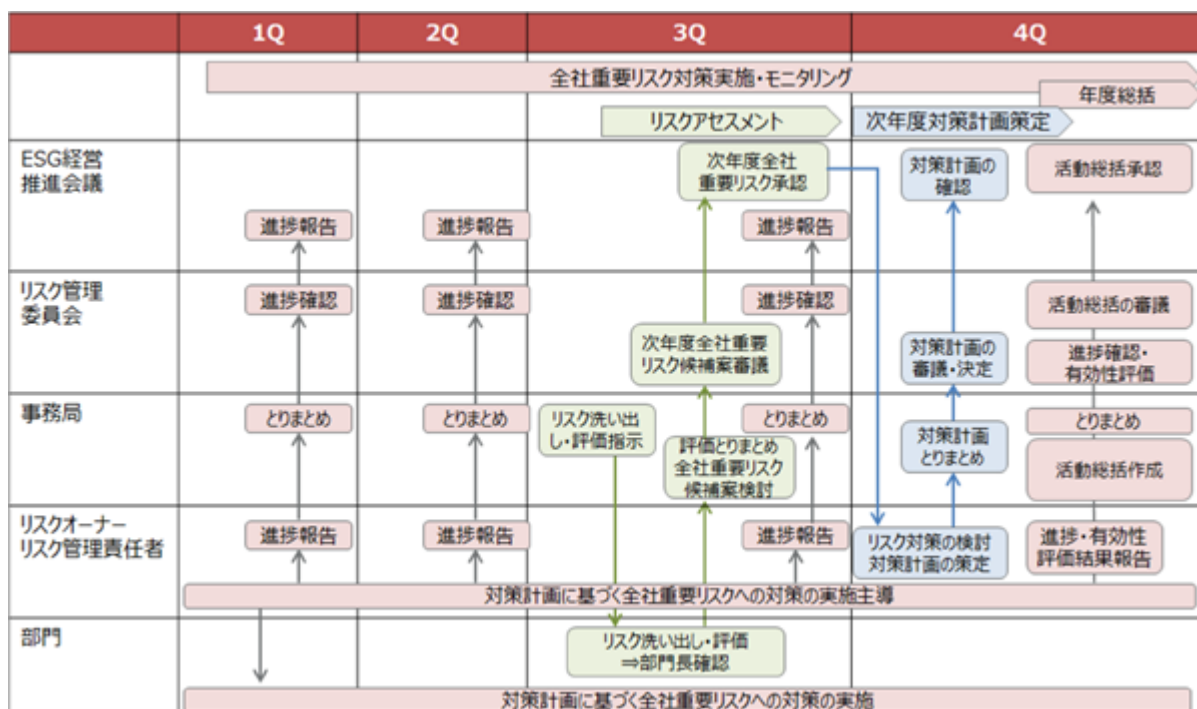 1Q
2Q
3Q
4Q
全社重要リスク対策実施・モニタリング
年度総括
リスクアセスメント
次年度対策計画策定
ESG経営
推進会議
次年度全社
重要リスク承認
対策計画の
確認
活動総括承認
進捗報告
進捗報告
進捗報告
リスク管理
委員会
進捗確認
進捗確認
進捗確認
活動総括の審議
次年度全社重要
リスク候補案審議
対策計画の
審議・決定
進捗確認・
有効性評価
事務局
とりまとめ
とりまとめ
リスク洗い出
し・評価指示
とりまとめ
とりまとめ
評価とりまとめ
全社重要リスク
候補案検討
対策計画
とりまとめ
活動総括作成
リスクオーナー
リスク管理責任者
進捗報告
進捗報告
進捗報告
リスク対策の検討
対策計画の策定
進捗・有効性
評価結果報告
対策計画に基づく全社重要リスクへの対策の実施主導
部門
リスク洗い出し・評価
⇒部門長確認
対策計画に基づく全社重要リスクへの対策の実施